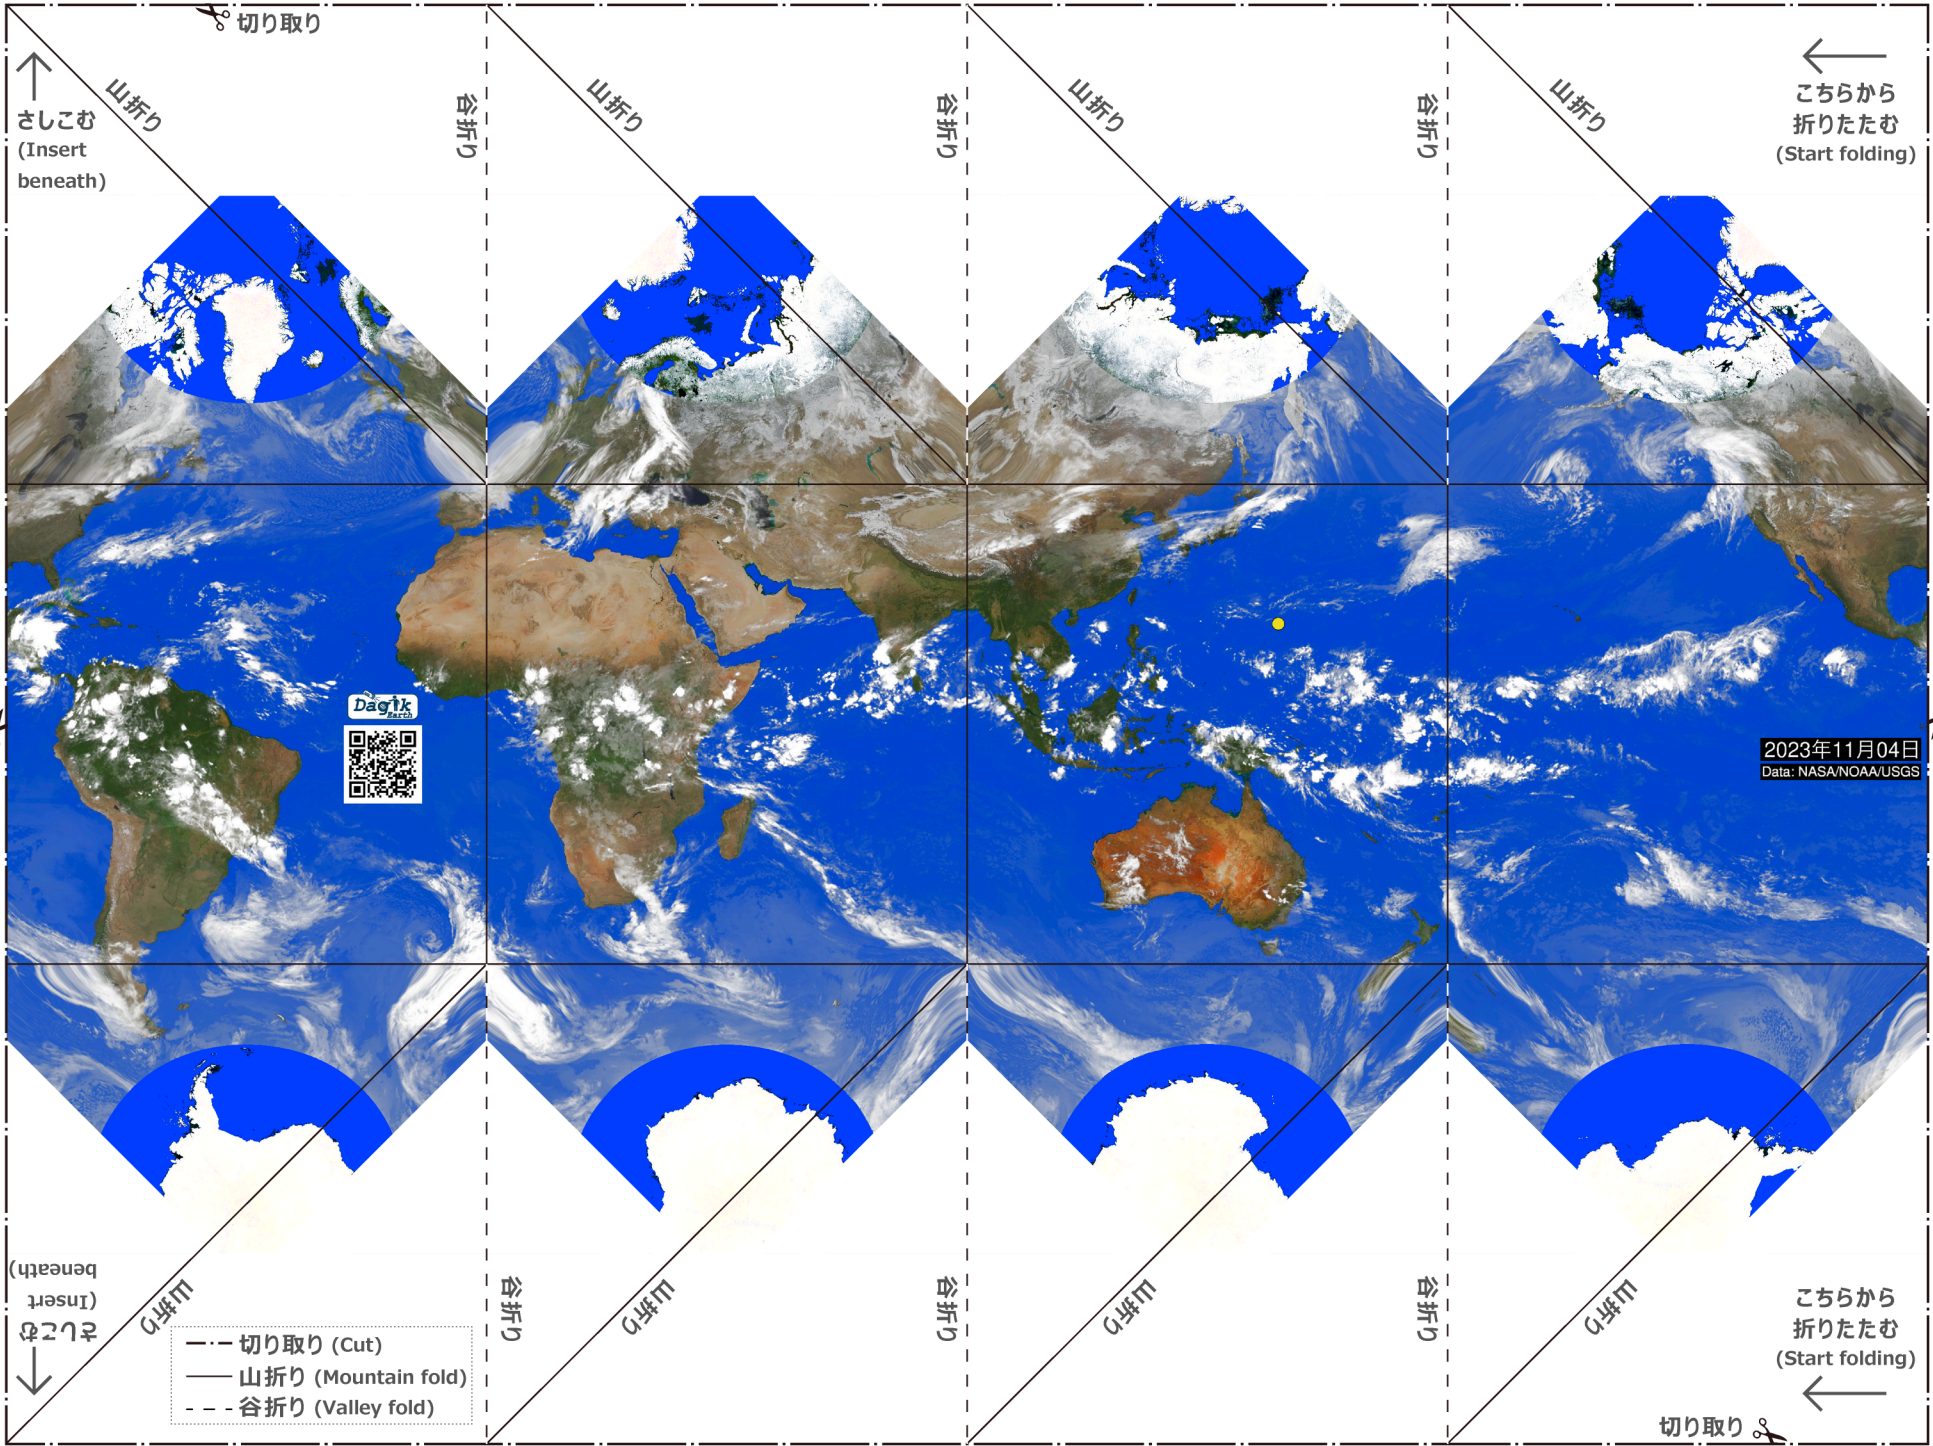 切り取り
山折り
谷折り
山折り
谷折り
山折り
谷折り
山折り
さしこむ
(Insert
beneath)
こちらから
折りたたむ
(Start folding)
Dagik
Earth
2023年11月04日
Data: NASA/NOAA/USGS
さしこむ
(Insert
beneath)
山折り
谷折り
山折り
谷折り
山折り
谷折り
山折り
切り取り (Cut)
山折り (Mountain fold)
谷折り (Valley fold)
こちらから
折りたたむ
(Start folding)
切り取り